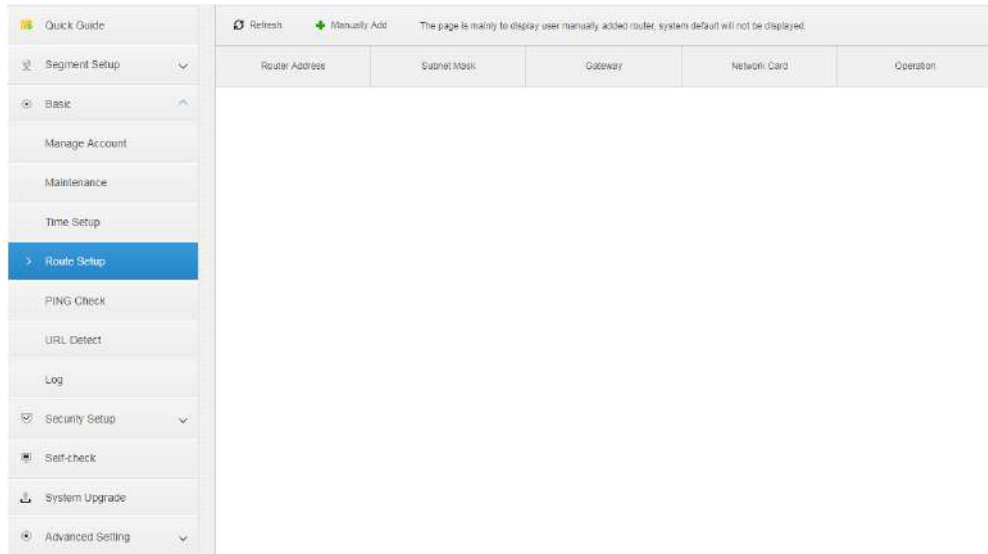 Quick Guide
Segment Setup
Basic
Manage Account
Maintenance
Time Setup
Route Setup
PING Check
URL Detect
Log
Security Setup
Self-check
System Upgrade
Advanced Setting
Refresh Manually Add The page is mainly to display user manually added router, system default will not be displayed.
Router Address Subnet Mask Gateway Network Card Operation